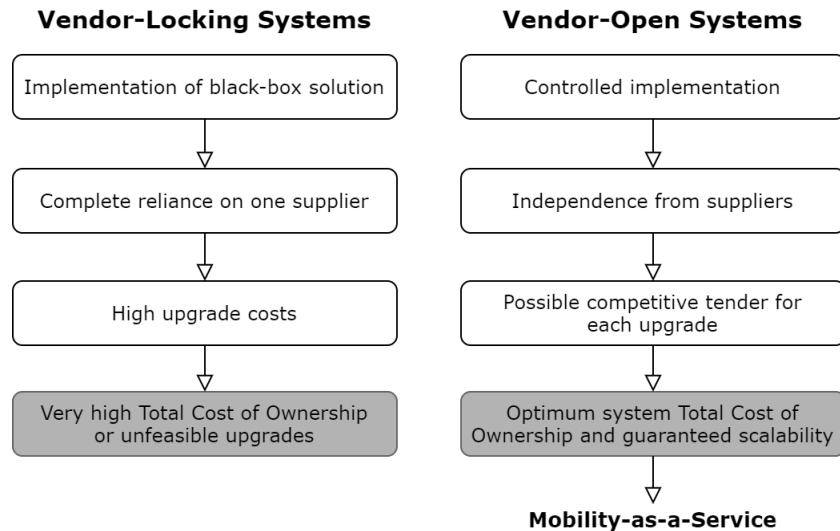 Vendor-Locking Systems
Implementation of black-box solution
Complete reliance on one supplier
High upgrade costs
Very high Total Cost of Ownership
or unfeasible upgrades
Vendor-Open Systems
Controlled implementation
Independence from suppliers
Possible competitive tender for
each upgrade
Optimum system Total Cost of
Ownership and guaranteed scalability
Mobility-as-a-Service